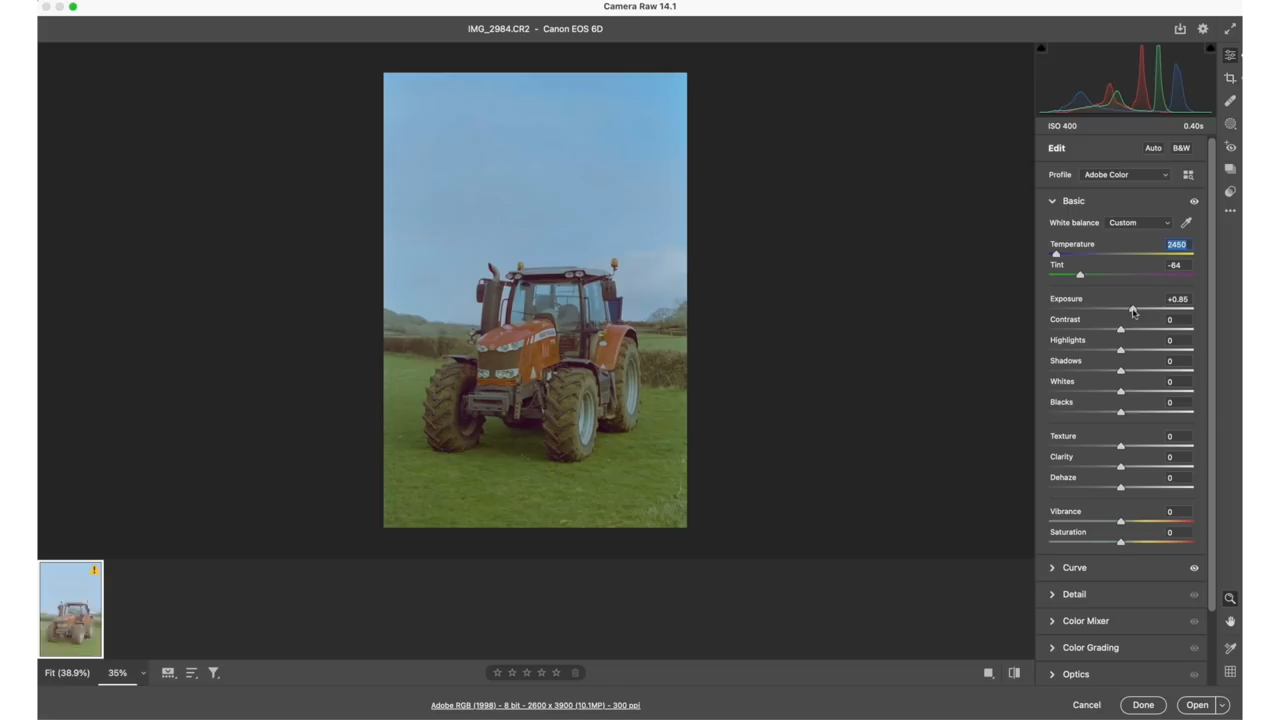 Camera Raw 14.1
IMG_2984.CR2 - Canon EOS 6D
ISO 400 0.40s
Edit Auto B&W
Profile Adobe Color
Basic
White balance Custom
Temperature 2450
Tint -64
Exposure +0.85
Contrast 0
Highlights 0
Shadows 0
Whites 0
Blacks 0
Texture 0
Clarity 0
Dehaze 0
Vibrance 0
Saturation 0
Curve
Detail
Color Mixer
Color Grading
Optics
Fit (38.9%) 35%
Adobe RGB (1998) - 8 bit - 2600 x 3900 (10.1MP) - 300 ppi
Cancel Done Open